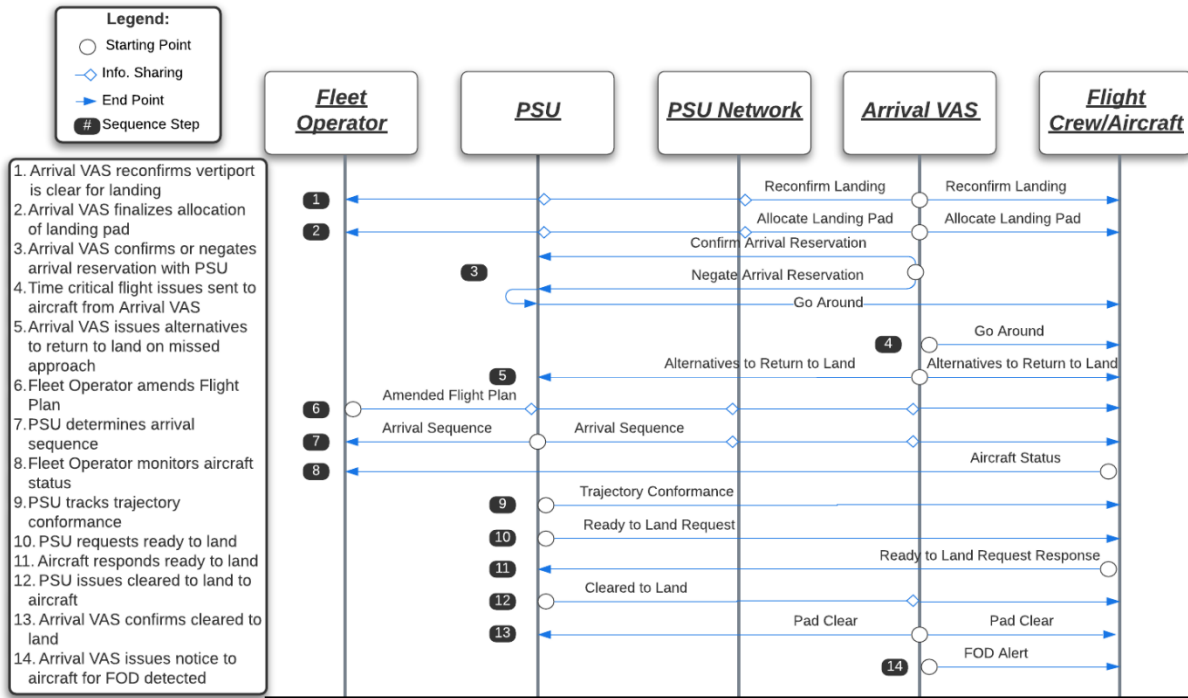 Legend:
Starting Point
Info. Sharing
End Point
# Sequence Step
Fleet
Operator
PSU
PSU Network
Arrival VAS
Flight
Crew/Aircraft
1. Arrival VAS reconfirms vertiport
is clear for landing
2. Arrival VAS finalizes allocation
of landing pad
3. Arrival VAS confirms or negates
arrival reservation with PSU
4. Time critical flight issues sent to
aircraft from Arrival VAS
5. Arrival VAS issues alternatives
to return to land on missed
approach
6. Fleet Operator amends Flight
Plan
7. PSU determines arrival
sequence
8. Fleet Operator monitors aircraft
status
9. PSU tracks trajectory
conformance
10. PSU requests ready to land
11. Aircraft responds ready to land
12. PSU issues cleared to land to
aircraft
13. Arrival VAS confirms cleared to
land
14. Arrival VAS issues notice to
aircraft for FOD detected
1 Reconfirm Landing Reconfirm Landing
2 Allocate Landing Pad Allocate Landing Pad
Confirm Arrival Reservation
3 Negate Arrival Reservation
Go Around
4 Go Around
5 Alternatives to Return to Land Alternatives to Return to Land
6 Amended Flight Plan
7 Arrival Sequence Arrival Sequence
8 Aircraft Status
9 Trajectory Conformance
10 Ready to Land Request
11 Ready to Land Request Response
12 Cleared to Land
13 Pad Clear Pad Clear
14 FOD Alert